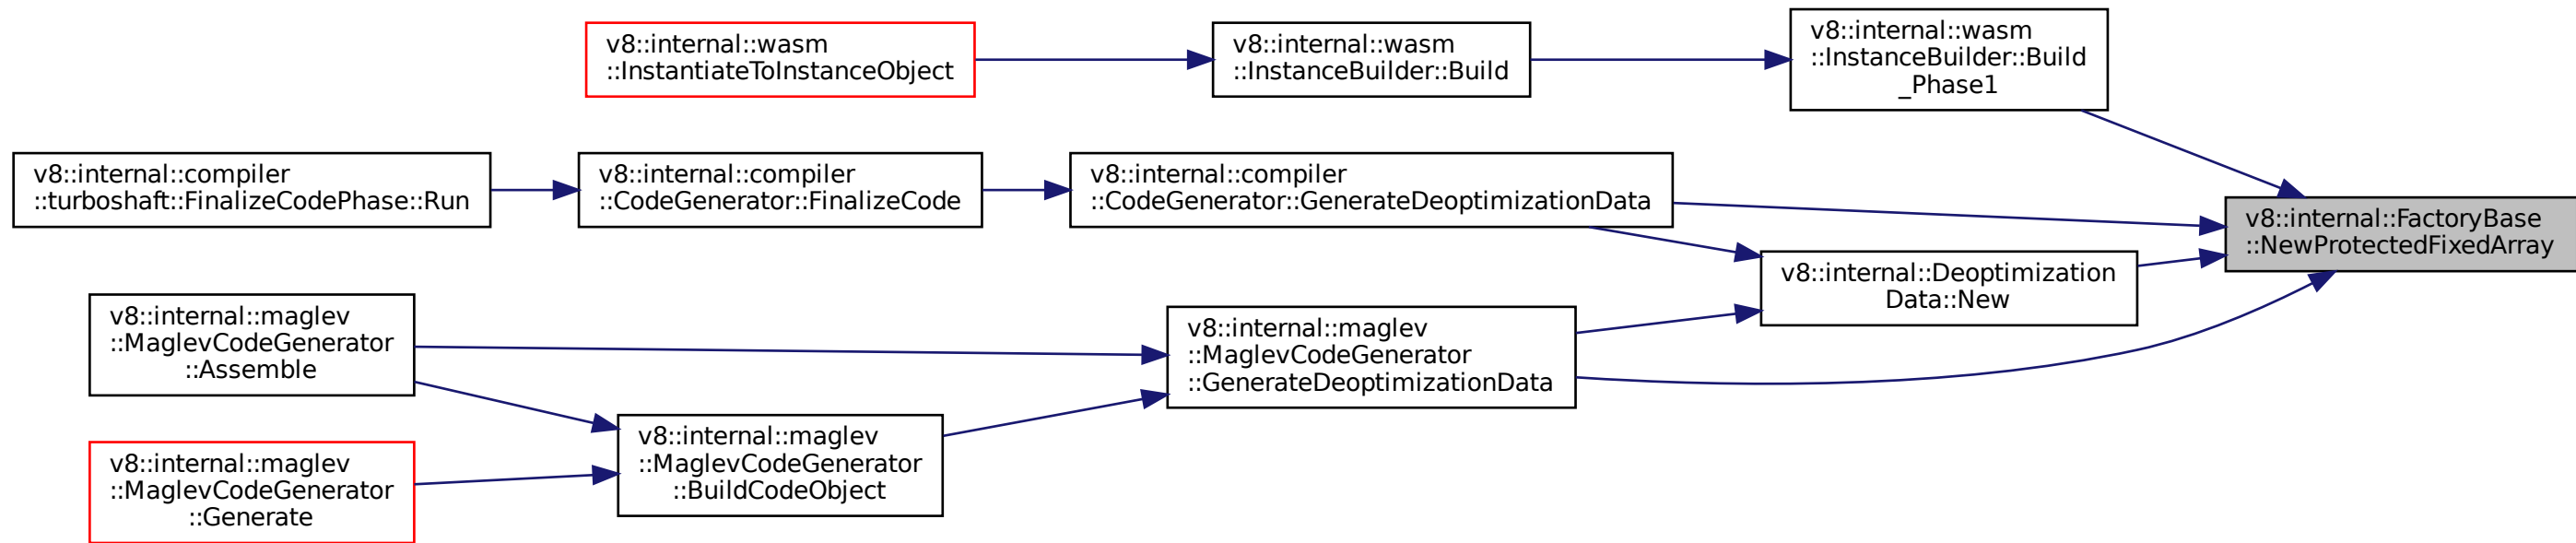 v8::internal::wasm
::InstantiateToInstanceObject
v8::internal::wasm
::InstanceBuilder::Build
v8::internal::wasm
::InstanceBuilder::Build
_Phase1
v8::internal::compiler
::turboshaft::FinalizeCodePhase::Run
v8::internal::compiler
::CodeGenerator::FinalizeCode
v8::internal::compiler
::CodeGenerator::GenerateDeoptimizationData
v8::internal::FactoryBase
::NewProtectedFixedArray
v8::internal::Deoptimization
Data::New
v8::internal::maglev
::MaglevCodeGenerator
::Assemble
v8::internal::maglev
::MaglevCodeGenerator
::GenerateDeoptimizationData
v8::internal::maglev
::MaglevCodeGenerator
::BuildCodeObject
v8::internal::maglev
::MaglevCodeGenerator
::Generate